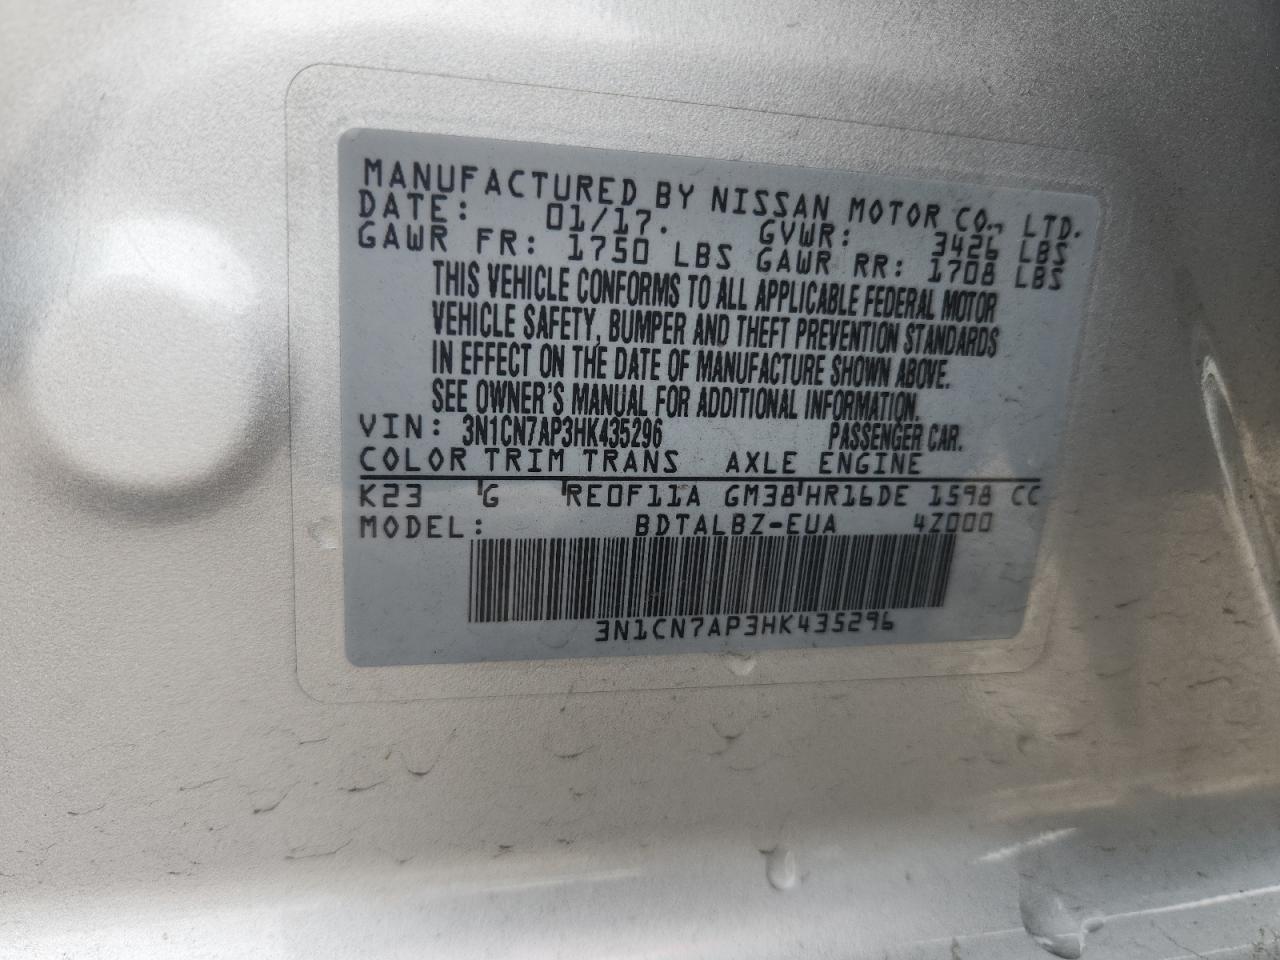 MANUFACTURED BY NISSAN MOTOR CO., LTD.
DATE: 01/17. GVWR: 3426 LBS
GAWR FR: 1750 LBS GAWR RR: 1708 LBS
THIS VEHICLE CONFORMS TO ALL APPLICABLE FEDERAL MOTOR
VEHICLE SAFETY, BUMPER AND THEFT PREVENTION STANDARDS
IN EFFECT ON THE DATE OF MANUFACTURE SHOWN ABOVE.
SEE OWNER'S MANUAL FOR ADDITIONAL INFORMATION.
VIN: 3N1CN7AP3HK435296 PASSENGER CAR.
COLOR TRIM TRANS AXLE ENGINE
K23 G RE0F11A GM38 HR16DE 1598 CC
MODEL: BDTALBZ-EUA 4Z000
3N1CN7AP3HK435296